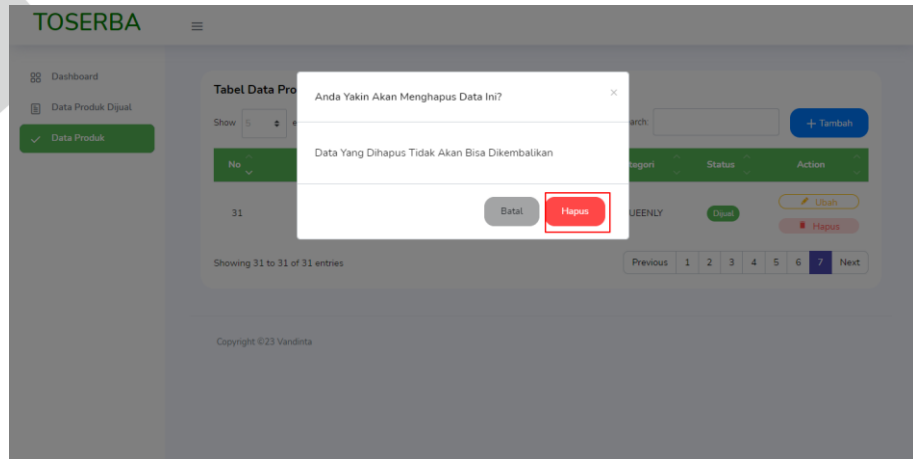 TOSERBA
Dashboard
Data Produk Dijual
Data Produk
Tabel Data Pro
Show 5 e
arch:
+ Tambah
No
tegori
Status
Action
31
UEENLY
Dijual
Ubah
Hapus
Anda Yakin Akan Menghapus Data Ini?
×
Data Yang Dihapus Tidak Akan Bisa Dikembalikan
Batal
Hapus
Showing 31 to 31 of 31 entries
Previous 1 2 3 4 5 6 7 Next
Copyright ©23 Vandinta